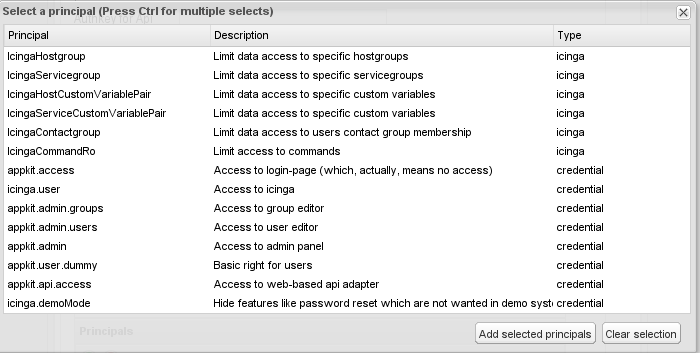 Authkey for Api
Select a principal (Press Ctrl for multiple selects)
Principal Description Type
IcingaHostgroup Limit data access to specific hostgroups icinga
IcingaServicegroup Limit data access to specific servicegroups icinga
IcingaHostCustomVariablePair Limit data access to specific custom variables icinga
IcingaServiceCustomVariablePair Limit data access to specific custom variables icinga
IcingaContactgroup Limit data access to users contact group membership icinga
IcingaCommandRo Limit access to commands icinga
appkit.access Access to login-page (which, actually, means no access) credential
icinga.user Access to icinga credential
appkit.admin.groups Access to group editor credential
appkit.admin.users Access to user editor credential
appkit.admin Access to admin panel credential
appkit.user.dummy Basic right for users credential
appkit.api.access Access to web-based api adapter credential
icinga.demoMode Hide features like password reset which are not wanted in demo syst credential
Principals
Add selected principals Clear selection